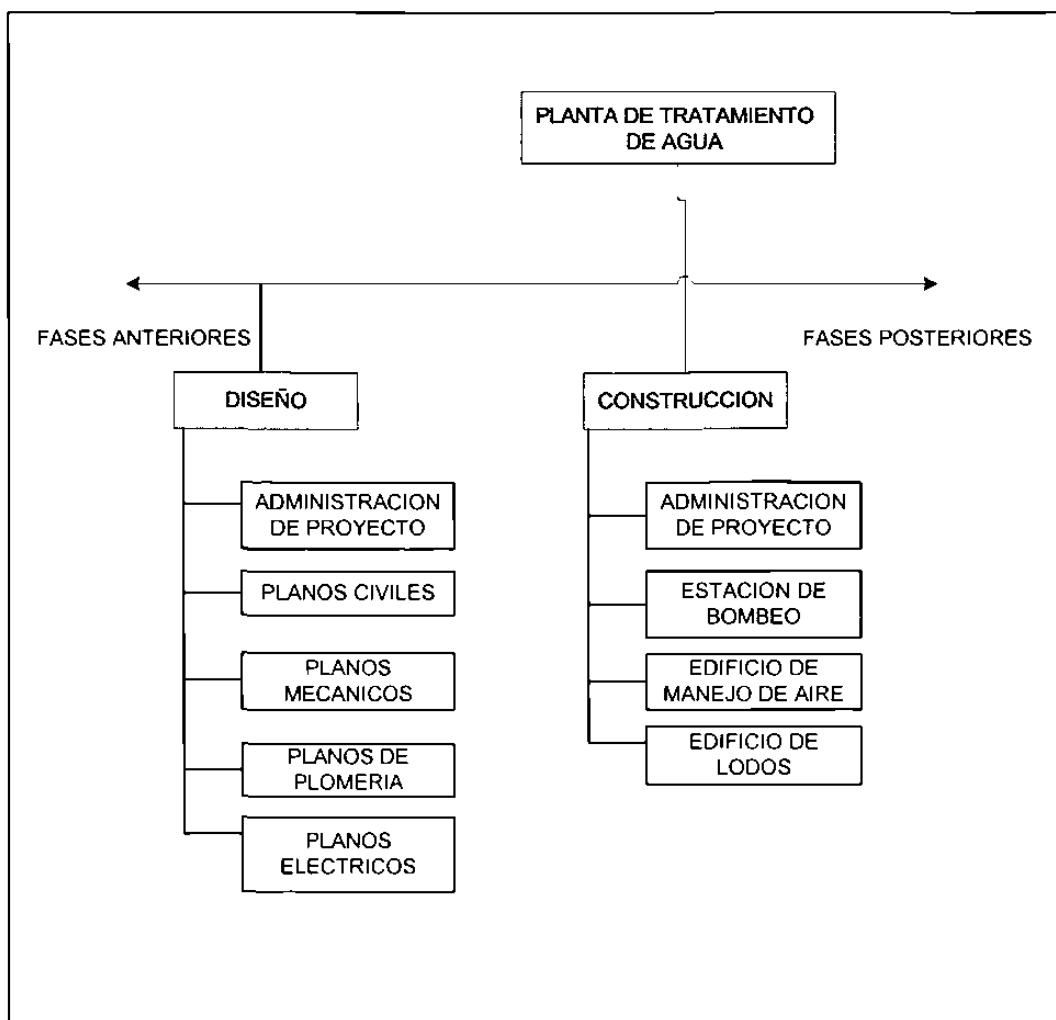 PLANTA DE TRATAMIENTO
DE AGUA
FASES ANTERIORES
FASES POSTERIORES
DISEÑO
ADMINISTRACION
DE PROYECTO
PLANOS CIVILES
PLANOS
MECANICOS
PLANOS DE
PLOMERIA
PLANOS
ELECTRICOS
CONSTRUCCION
ADMINISTRACION
DE PROYECTO
ESTACION DE
BOMBEO
EDIFICIO DE
MANEJO DE AIRE
EDIFICIO DE
LODOS